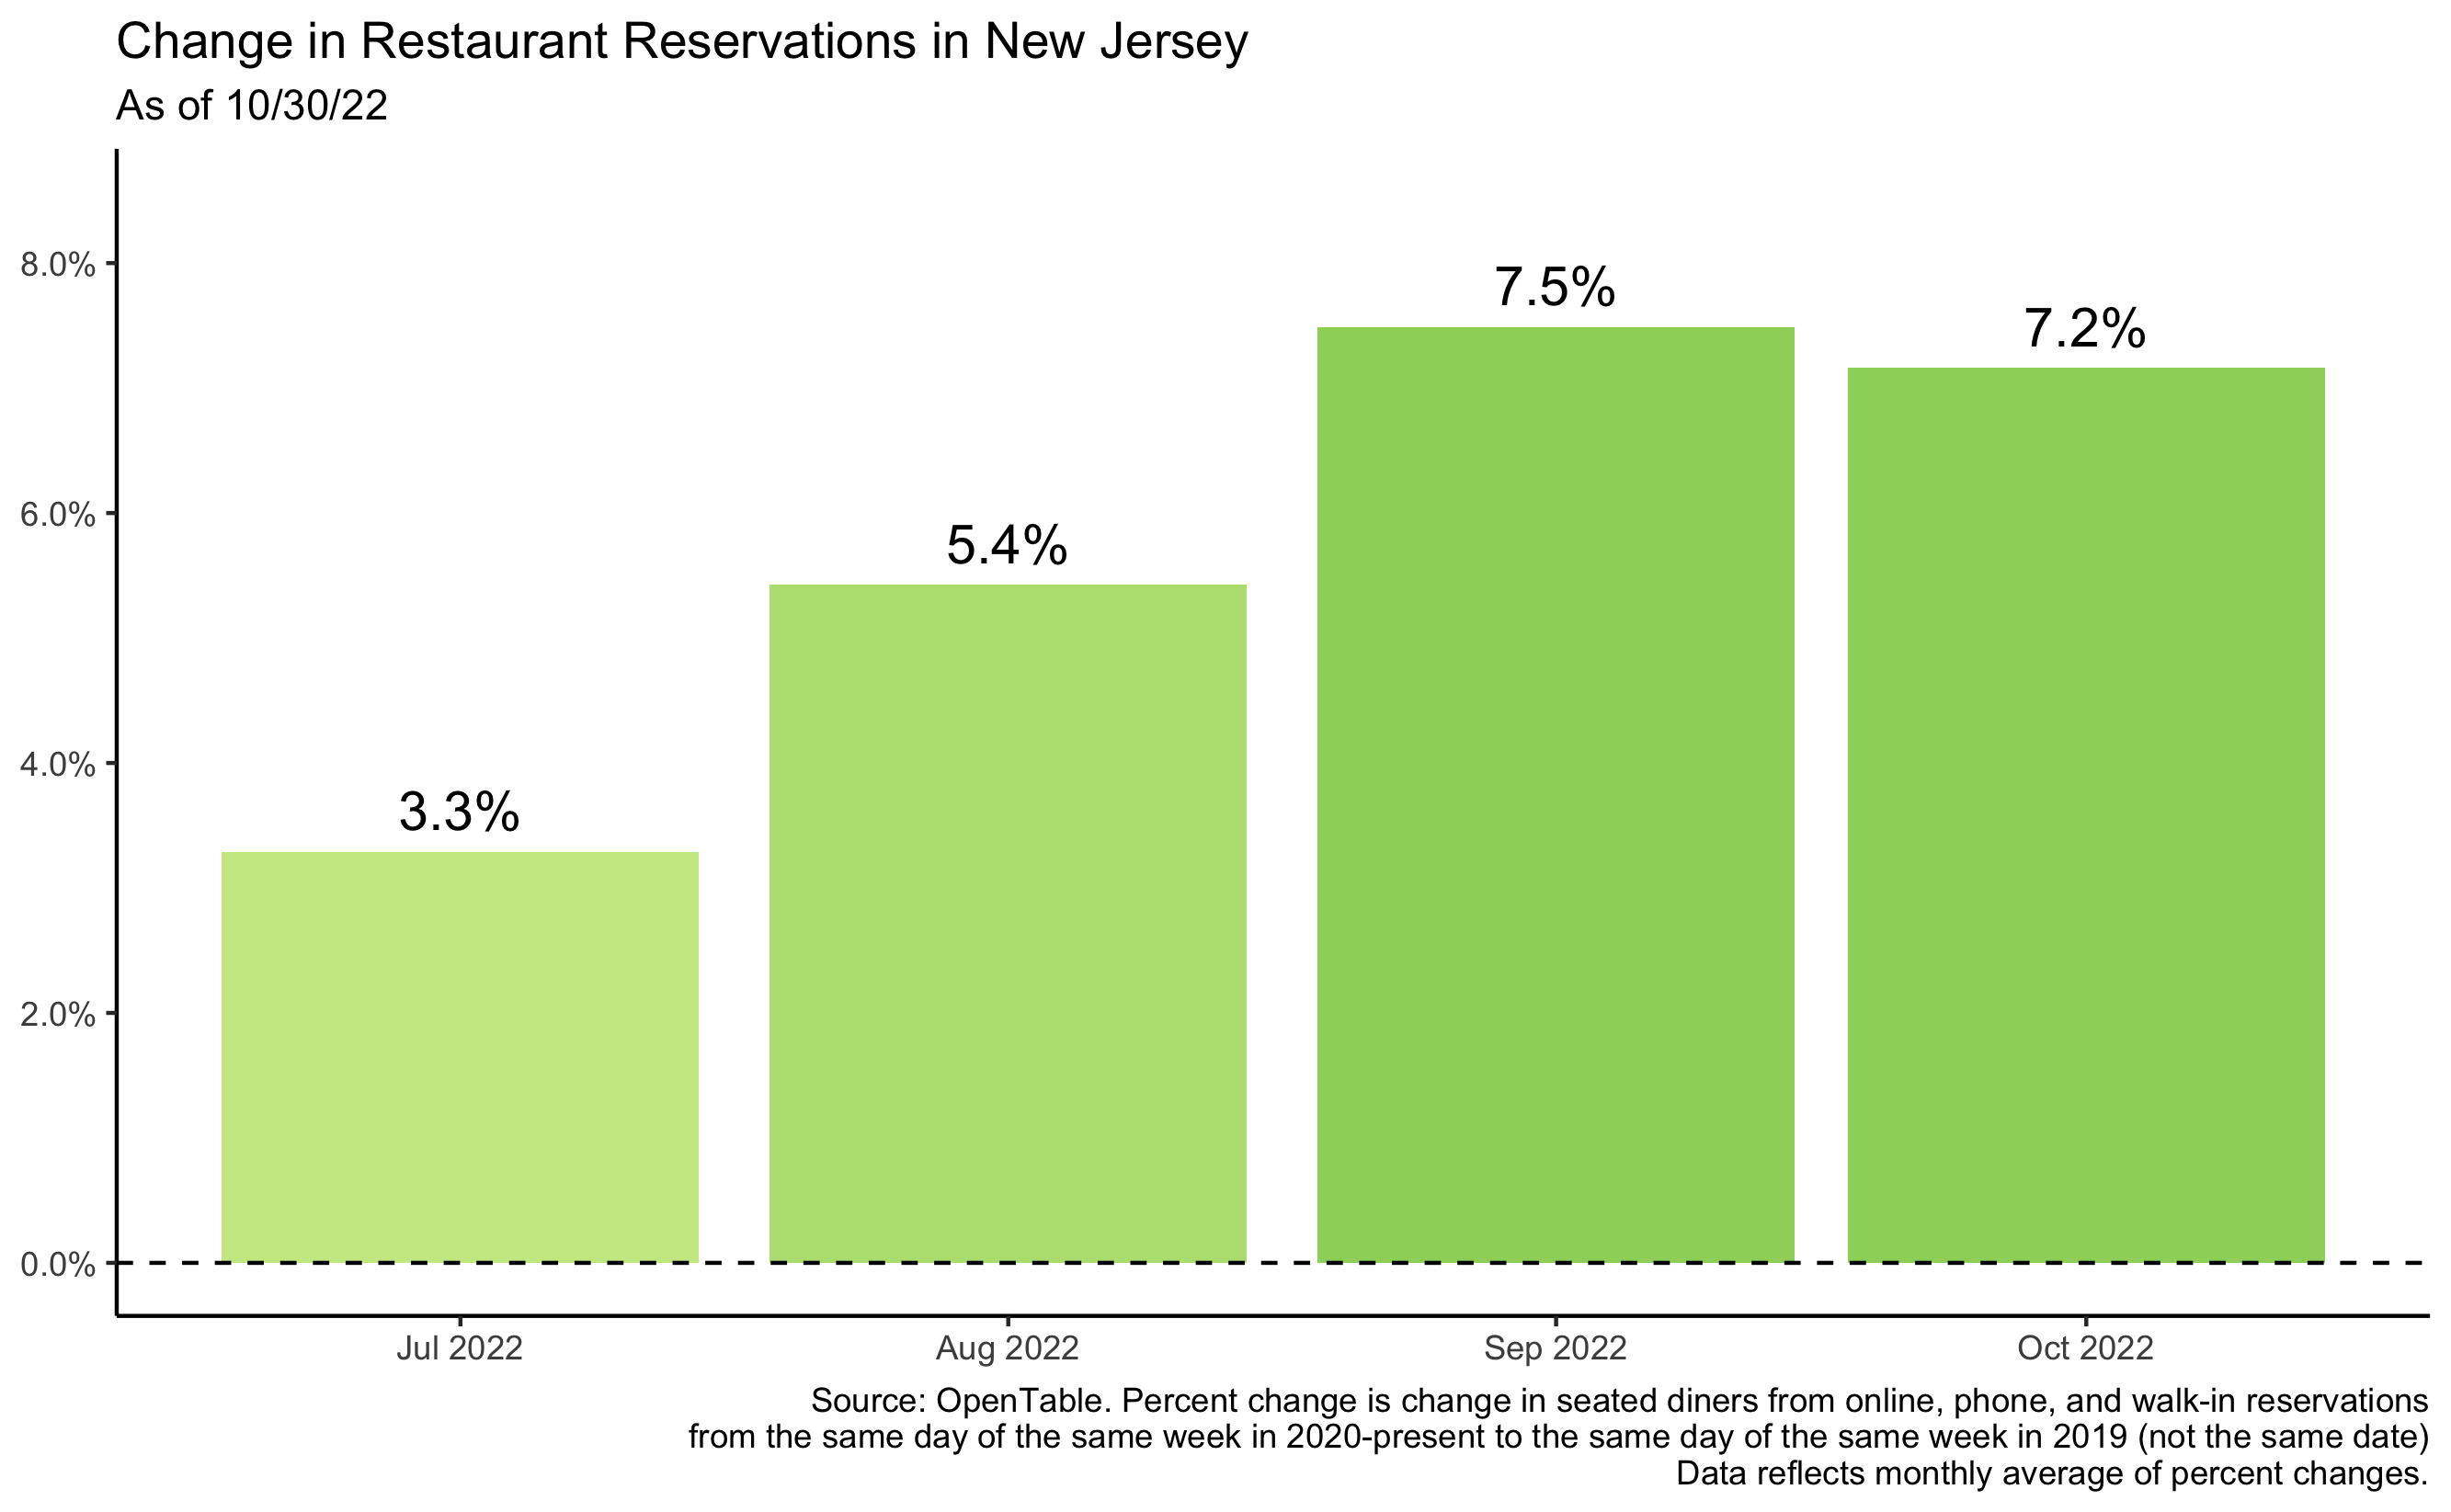 Change in Restaurant Reservations in New Jersey
As of 10/30/22
8.0%
6.0%
4.0%
2.0%
0.0%
3.3%
5.4%
7.5%
7.2%
Jul 2022
Aug 2022
Sep 2022
Oct 2022
Source: OpenTable. Percent change is change in seated diners from online, phone, and walk-in reservations
from the same day of the same week in 2020-present to the same day of the same week in 2019 (not the same date)
Data reflects monthly average of percent changes.